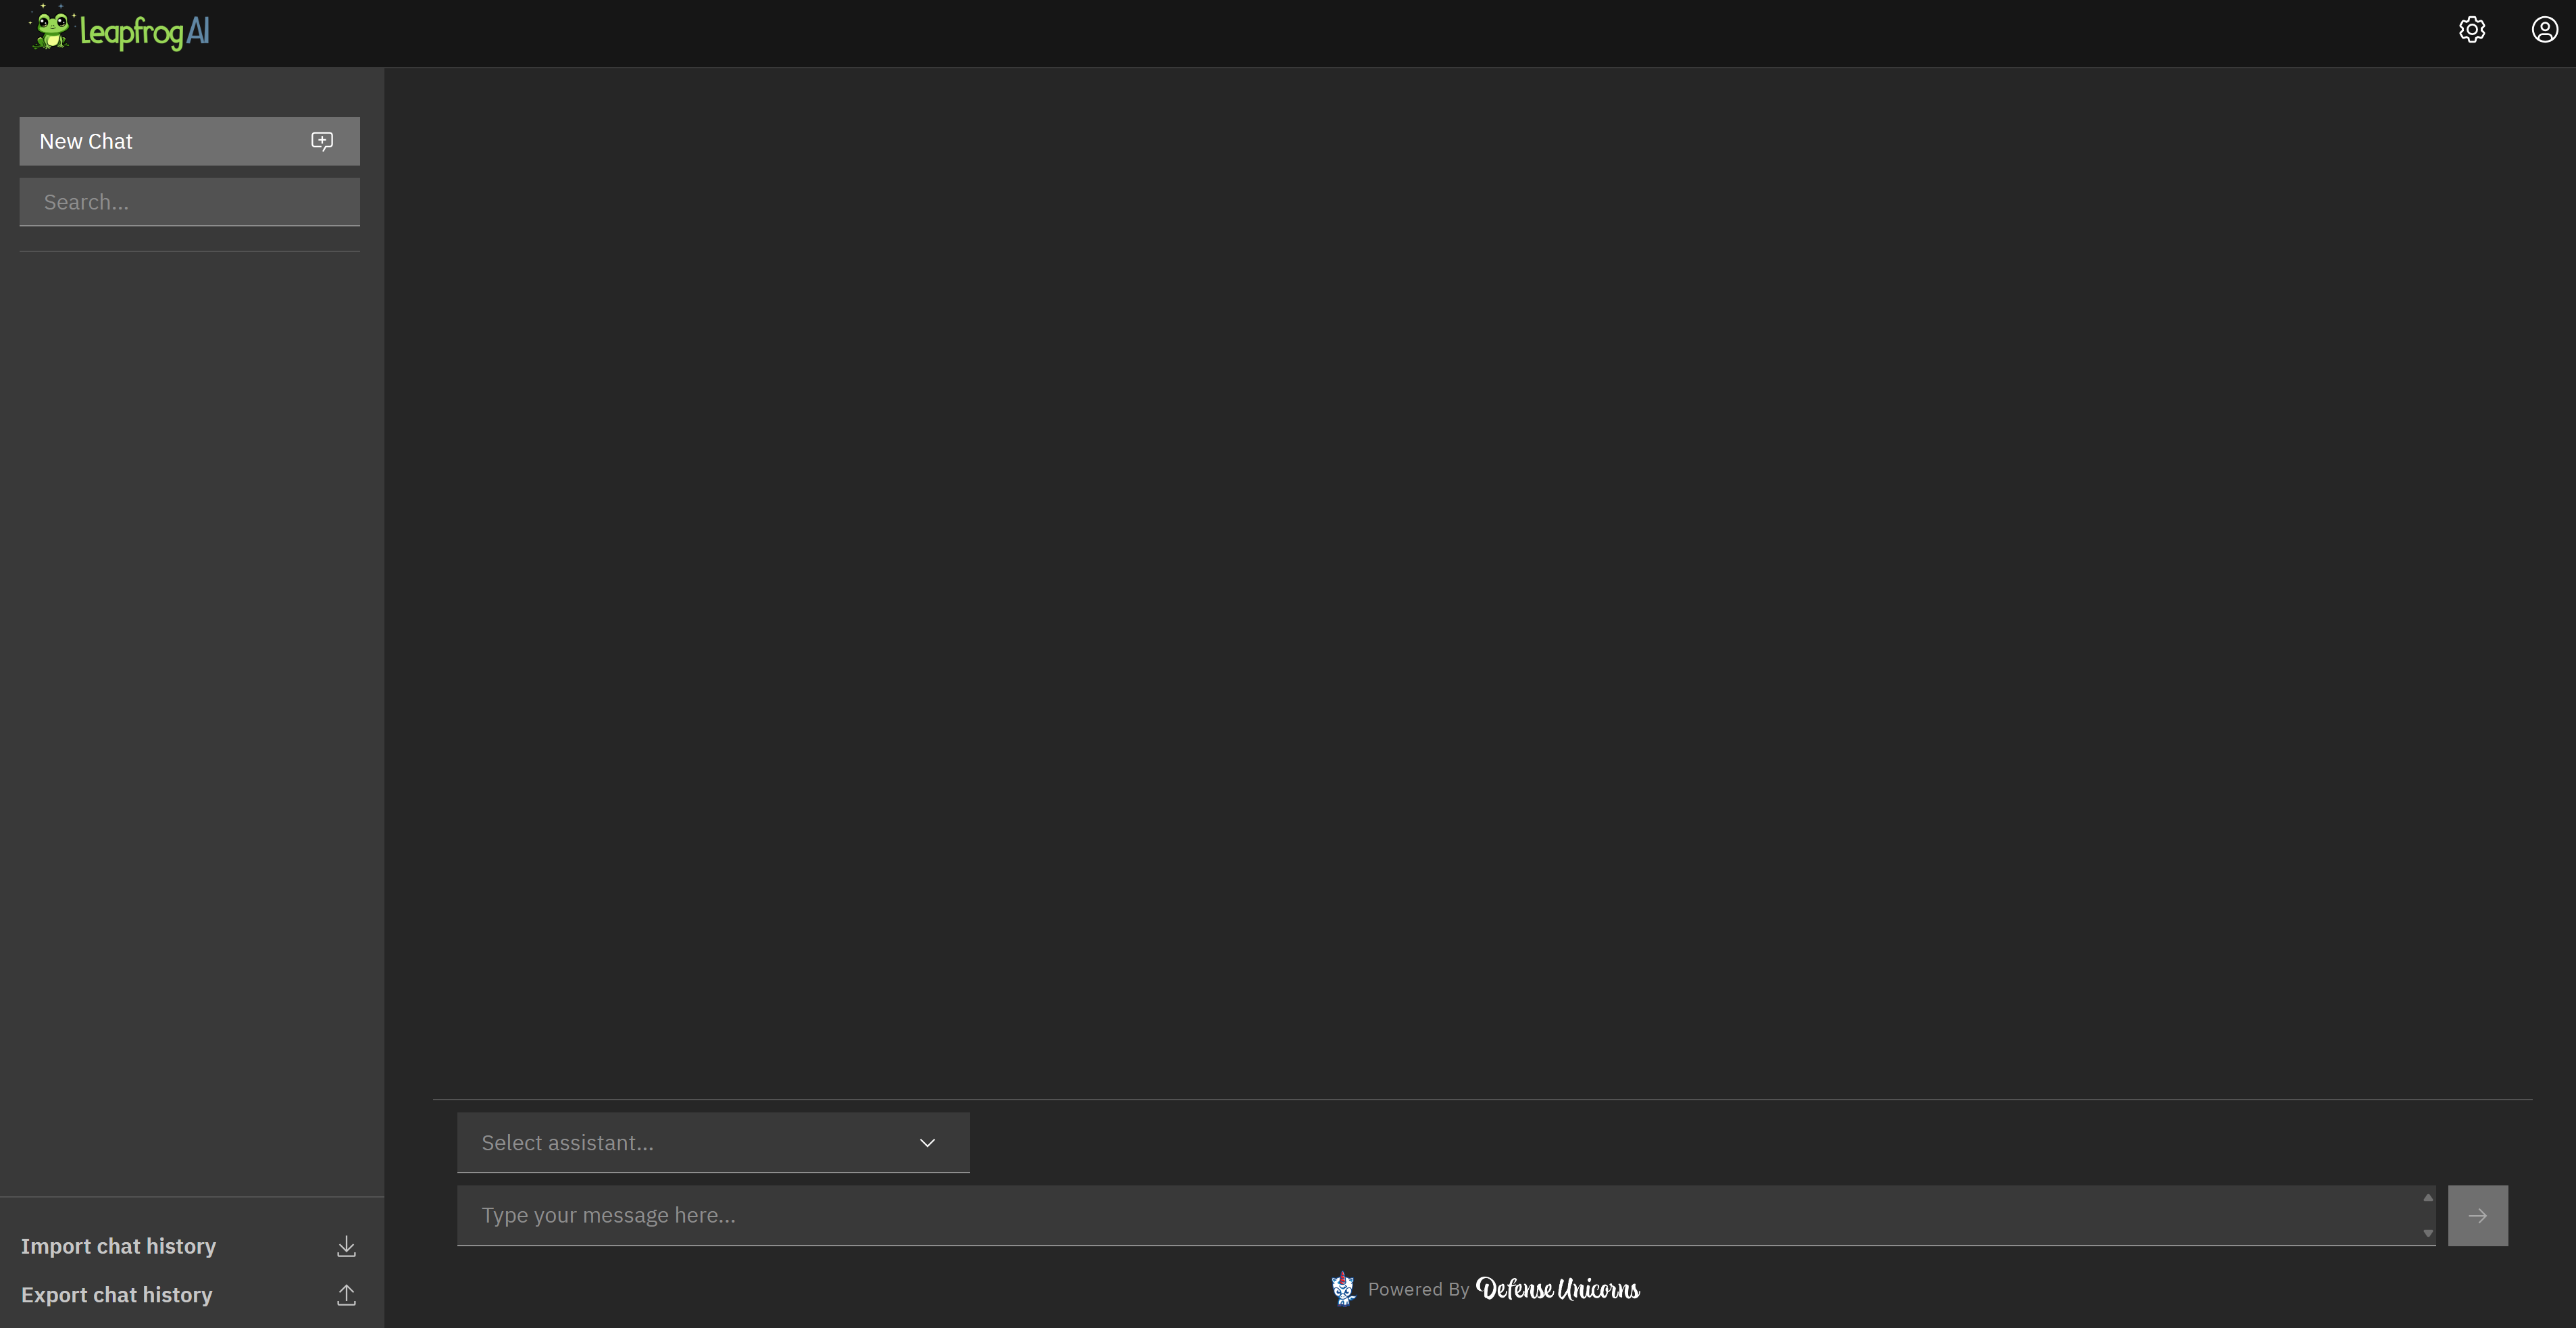 LeapfrogAI
New Chat
Search...
Import chat history
Export chat history
Select assistant...
Type your message here...
Powered By Defense Unicorns